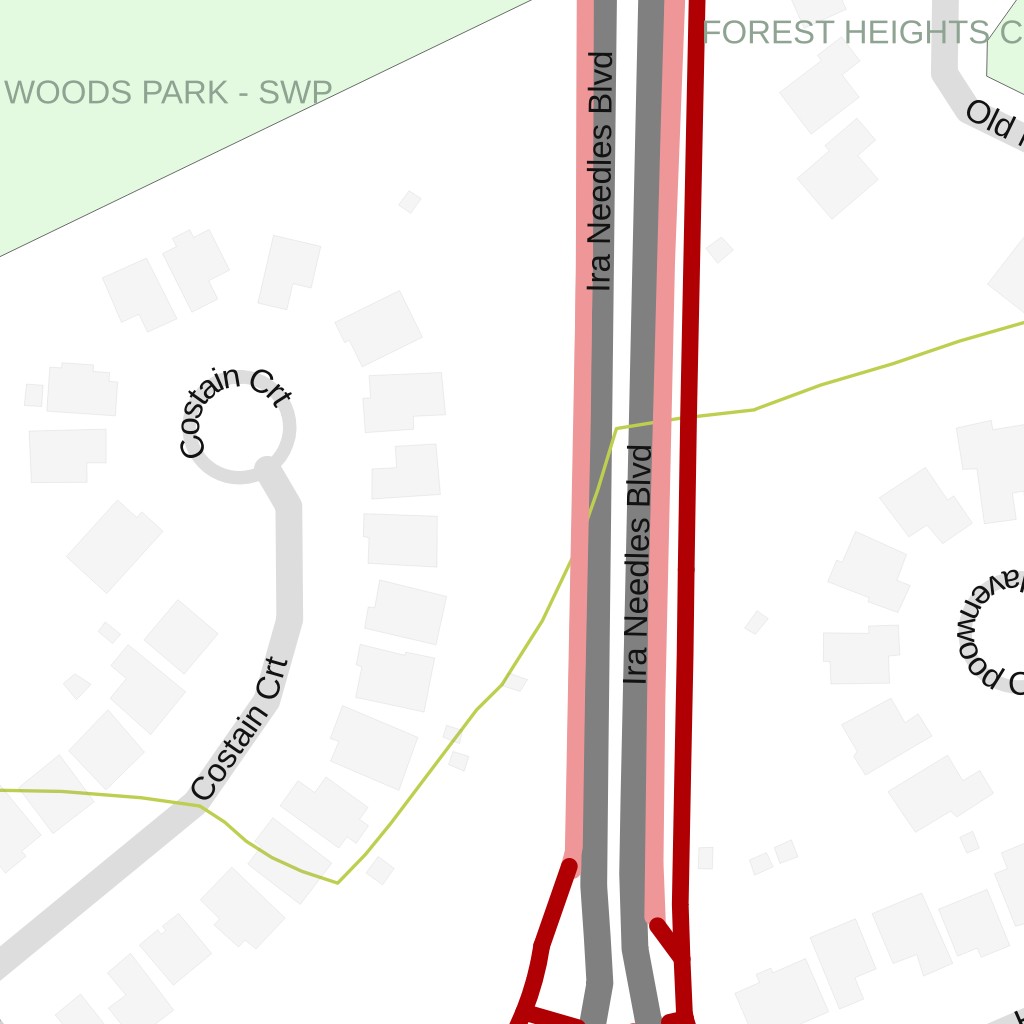 FOREST HEIGHTS C
WOODS PARK - SWP
Ira Needles Blvd
Old
Costain Crt
Ira Needles Blvd
Costain Crt